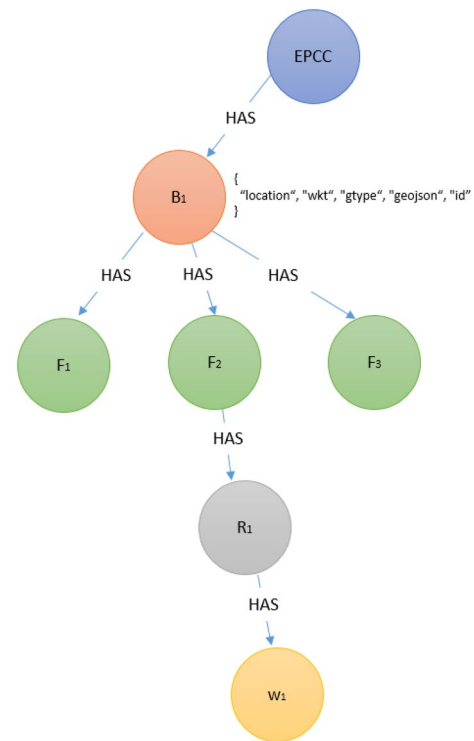 EPCC
HAS
B1
{
“location“, "wkt", "gtype", "geojson", "id”
}
HAS HAS HAS
F1 F2 F3
HAS
R1
HAS
w1